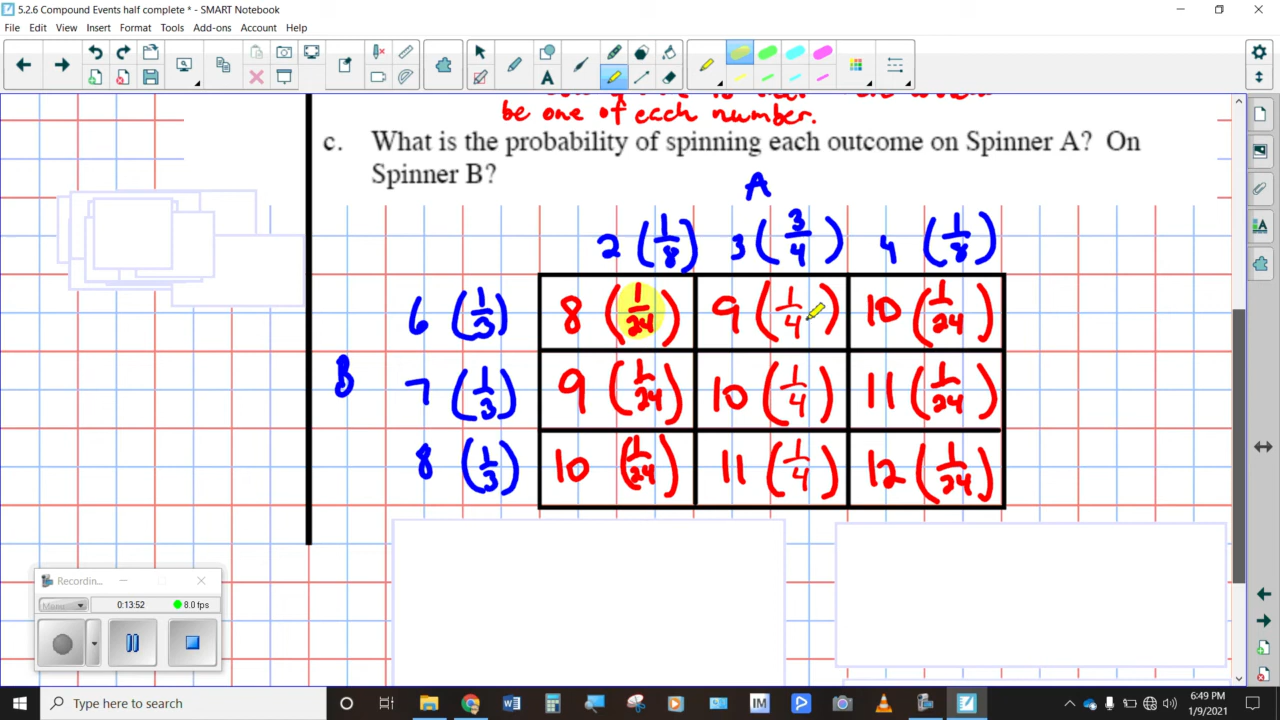 5.2.6 Compound Events half complete * - SMART Notebook
File Edit View Insert Format Tools Add-ons Account Help
be one of each number.
c. What is the probability of spinning each outcome on Spinner A? On
Spinner B?
A
2 (1/8) 3 (3/4) 4 (1/8)
6 (1/3) 8 (1/24) 9 (1/4) 10 (1/24)
B 7 (1/3) 9 (1/24) 10 (1/4) 11 (1/24)
8 (1/3) 10 (1/24) 11 (1/4) 12 (1/24)
Recordin...
0:13:52 8.0 fps
Type here to search
6:49 PM
1/9/2021